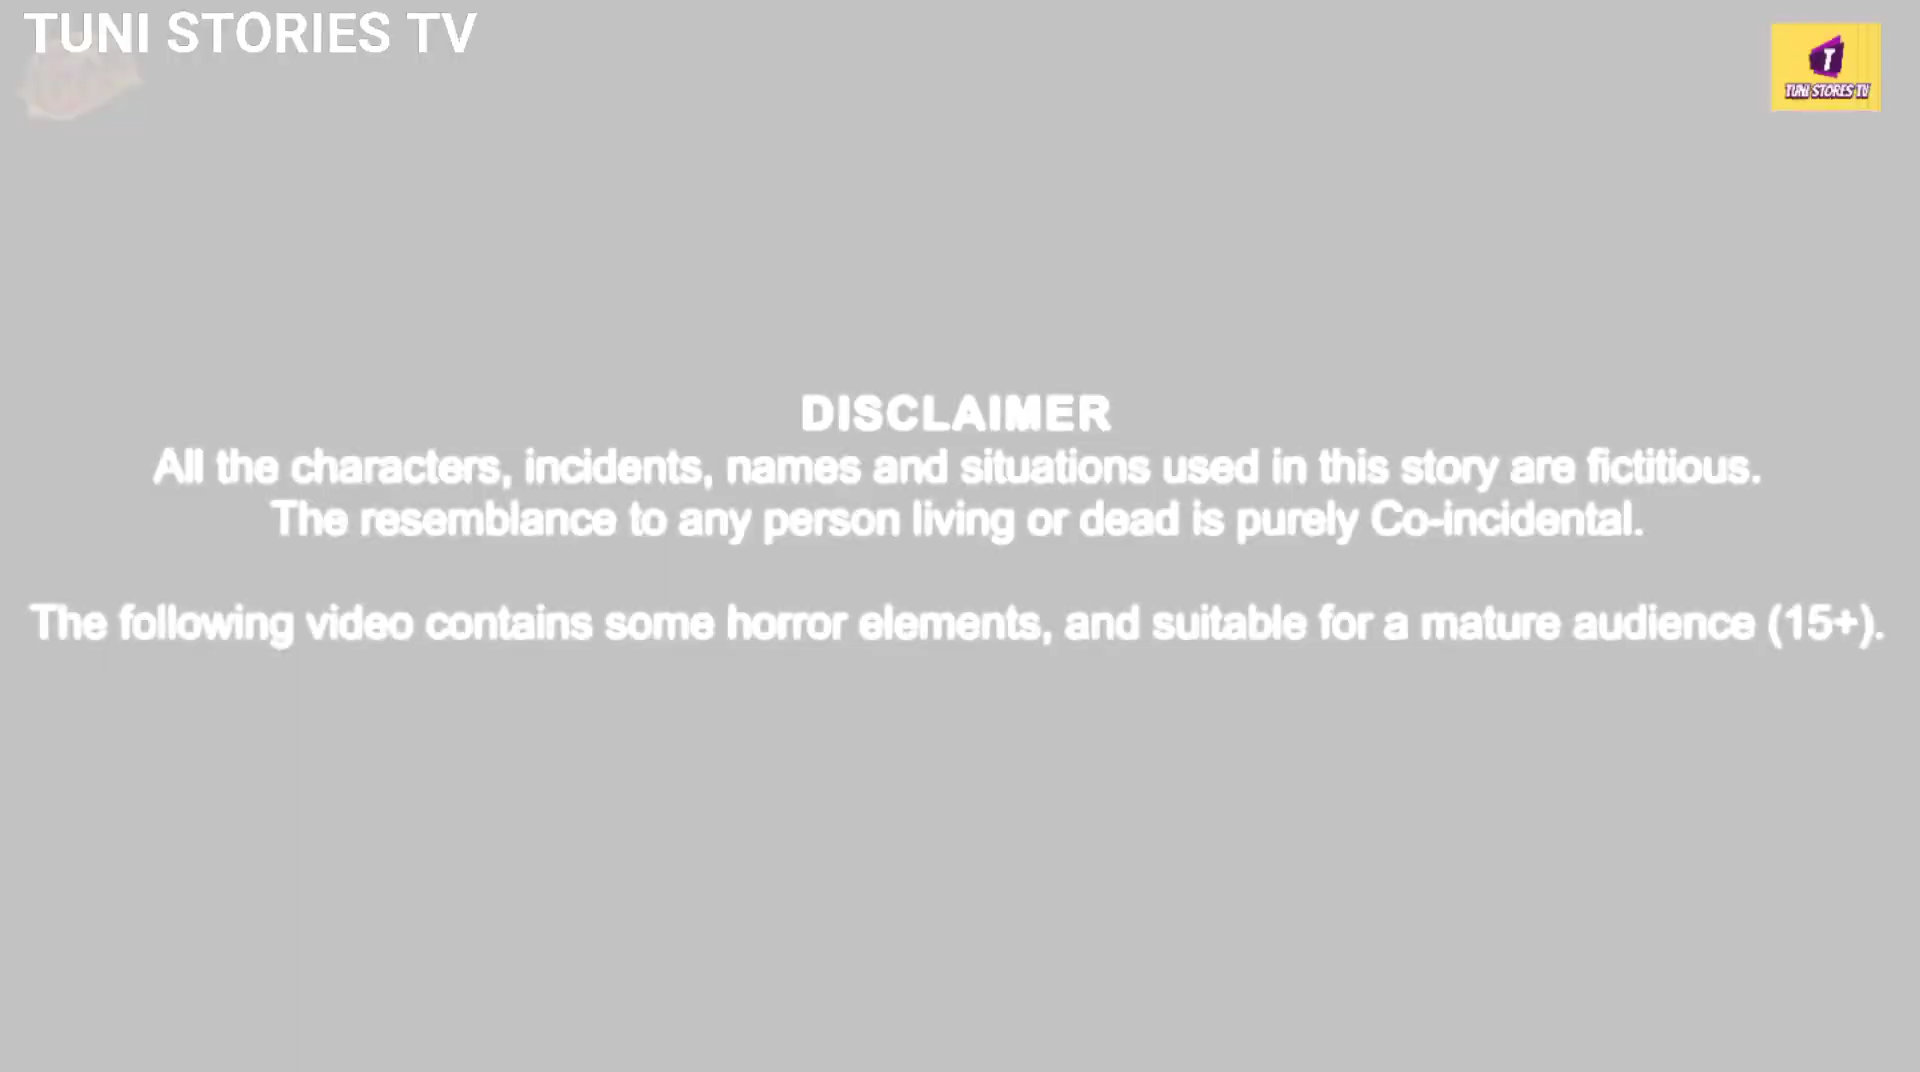 TUNI STORIES TV
TUNI STORES TV
DISCLAIMER
All the characters, incidents, names and situations used in this story are fictitious.
The resemblance to any person living or dead is purely Co-incidental.
The following video contains some horror elements, and suitable for a mature audience (15+).